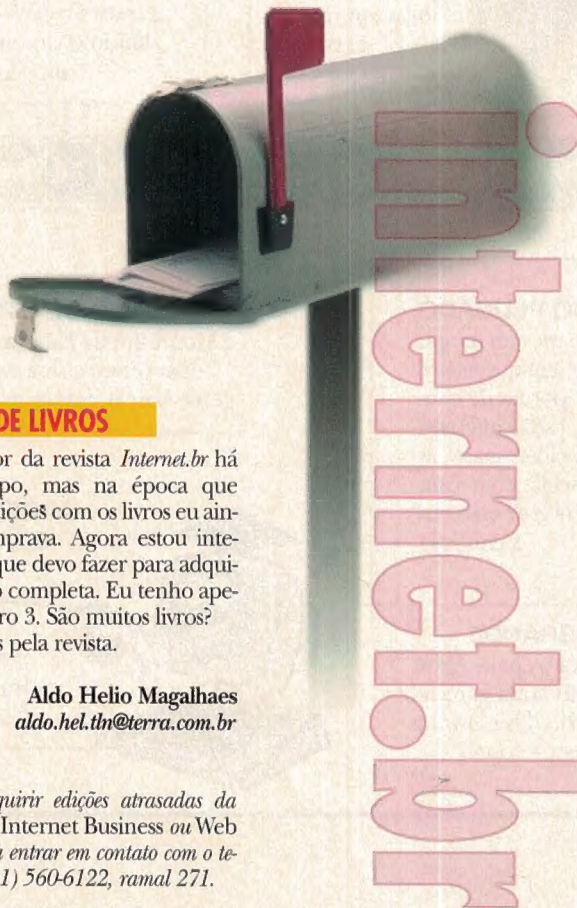 DE LIVROS
or da revista Internet.br há
po, mas na época que
ições com os livros eu ain-
mprava. Agora estou inte-
que devo fazer para adqui-
o completa. Eu tenho ape-
ro 3. São muitos livros?
s pela revista.
Aldo Helio Magalhaes
aldo.hel.tln@terra.com.br
quirir edições atrasadas da
Internet Business ou Web
a entrar em contato com o te-
1) 560-6122, ramal 271.
internet.br